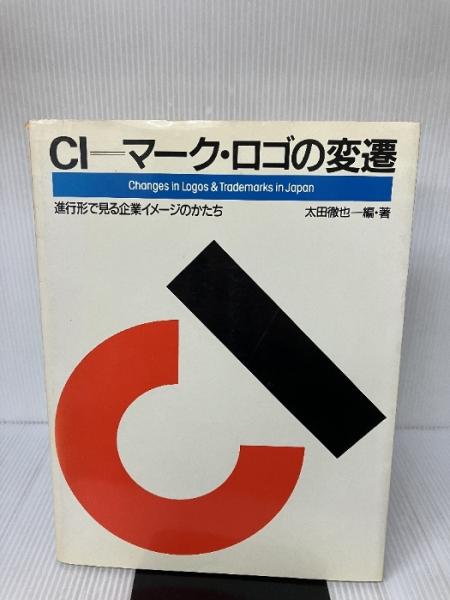 CI＝マーク・ロゴの変遷
Changes in Logos & Trademarks in Japan
進行形で見る企業イメージのかたち 太田徹也―編・著